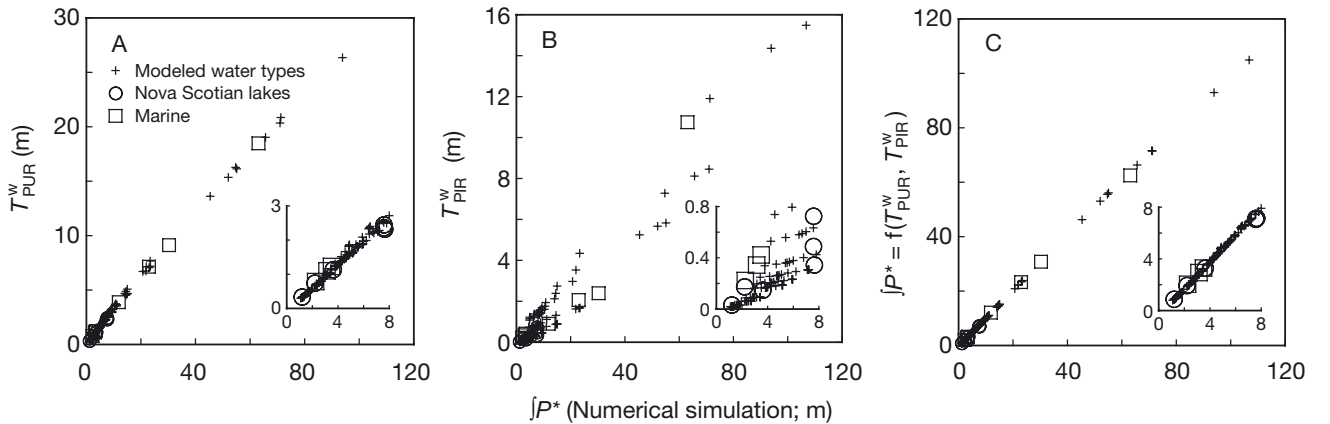 A
Modeled water types
Nova Scotian lakes
Marine
T^w_PUR (m)
30
20
10
0
0 40 80 120
3
0
0 4 8
B
T^w_PIR (m)
16
12
8
4
0
0 40 80 120
0.8
0.4
0
0 4 8
∫P* (Numerical simulation; m)
C
∫P* = f(T^w_PUR, T^w_PIR)
120
80
40
0
0 40 80 120
8
4
0
0 4 8